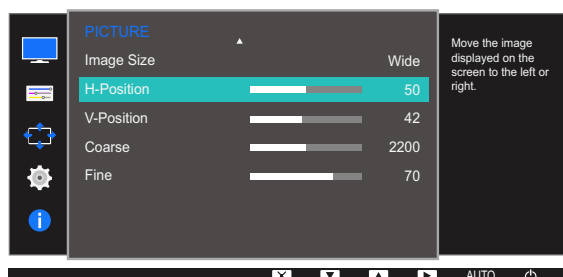 PICTURE
Image Size Wide
H-Position 50
V-Position 42
Coarse 2200
Fine 70
Move the image
displayed on the
screen to the left or
right.
AUTO